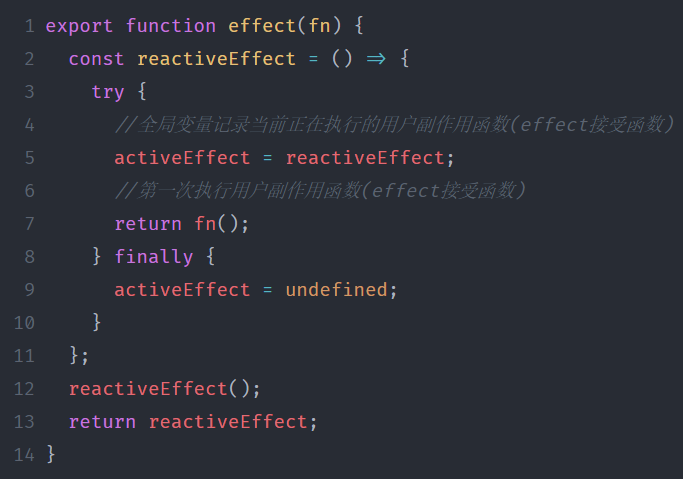 1 export function effect(fn) {
2   const reactiveEffect = () => {
3     try {
4       //全局变量记录当前正在执行的用户副作用函数(effect接受函数)
5       activeEffect = reactiveEffect;
6       //第一次执行用户副作用函数(effect接受函数)
7       return fn();
8     } finally {
9       activeEffect = undefined;
10     }
11   };
12   reactiveEffect();
13   return reactiveEffect;
14 }